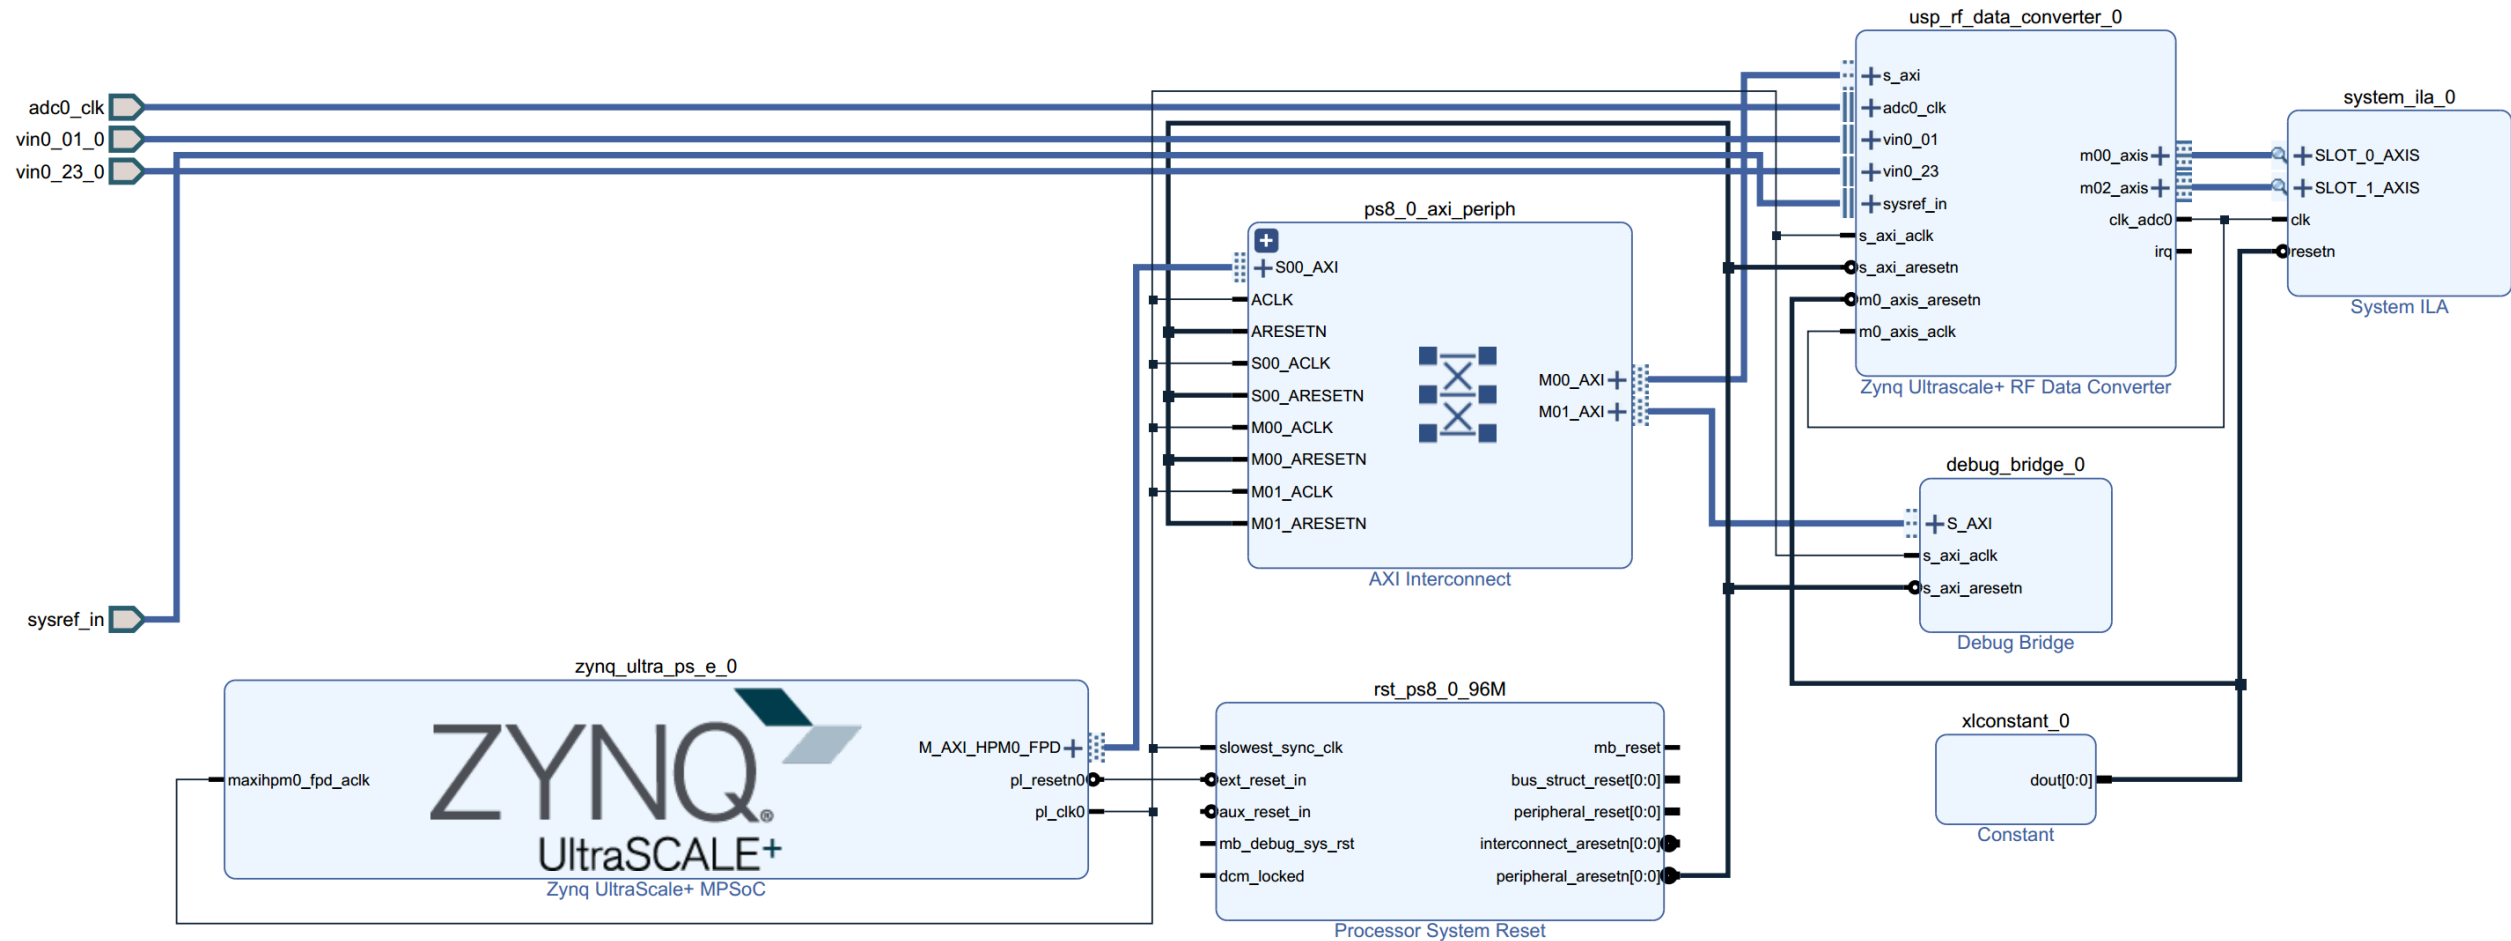 adc0_clk
vin0_01_0
vin0_23_0
sysref_in
zynq_ultra_ps_e_0
maxihpm0_fpd_aclk
ZYNQ®
UltraSCALE+
M_AXI_HPM0_FPD
pl_resetn0
pl_clk0
Zynq UltraScale+ MPSoC
ps8_0_axi_periph
S00_AXI
ACLK
ARESETN
S00_ACLK
S00_ARESETN
M00_ACLK
M00_ARESETN
M01_ACLK
M01_ARESETN
M00_AXI
M01_AXI
AXI Interconnect
rst_ps8_0_96M
slowest_sync_clk
ext_reset_in
aux_reset_in
mb_debug_sys_rst
dcm_locked
mb_reset
bus_struct_reset[0:0]
peripheral_reset[0:0]
interconnect_aresetn[0:0]
peripheral_aresetn[0:0]
Processor System Reset
usp_rf_data_converter_0
s_axi
adc0_clk
vin0_01
vin0_23
sysref_in
s_axi_aclk
s_axi_aresetn
m0_axis_aresetn
m0_axis_aclk
m00_axis
m02_axis
clk_adc0
irq
Zynq Ultrascale+ RF Data Converter
system_ila_0
SLOT_0_AXIS
SLOT_1_AXIS
clk
resetn
System ILA
debug_bridge_0
S_AXI
s_axi_aclk
s_axi_aresetn
Debug Bridge
xlconstant_0
dout[0:0]
Constant